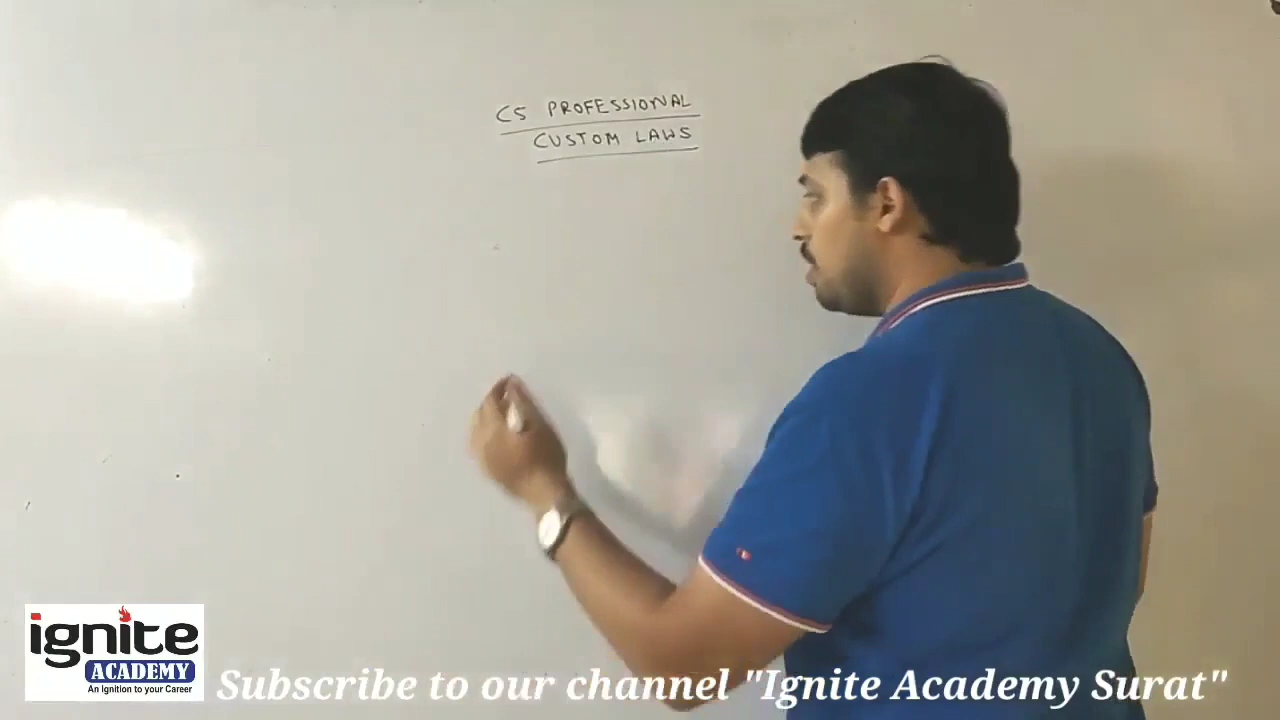 CS PROFESSIONAL
CUSTOM LAWS
ignite
ACADEMY
An Ignition to your Career
Subscribe to our channel "Ignite Academy Surat"